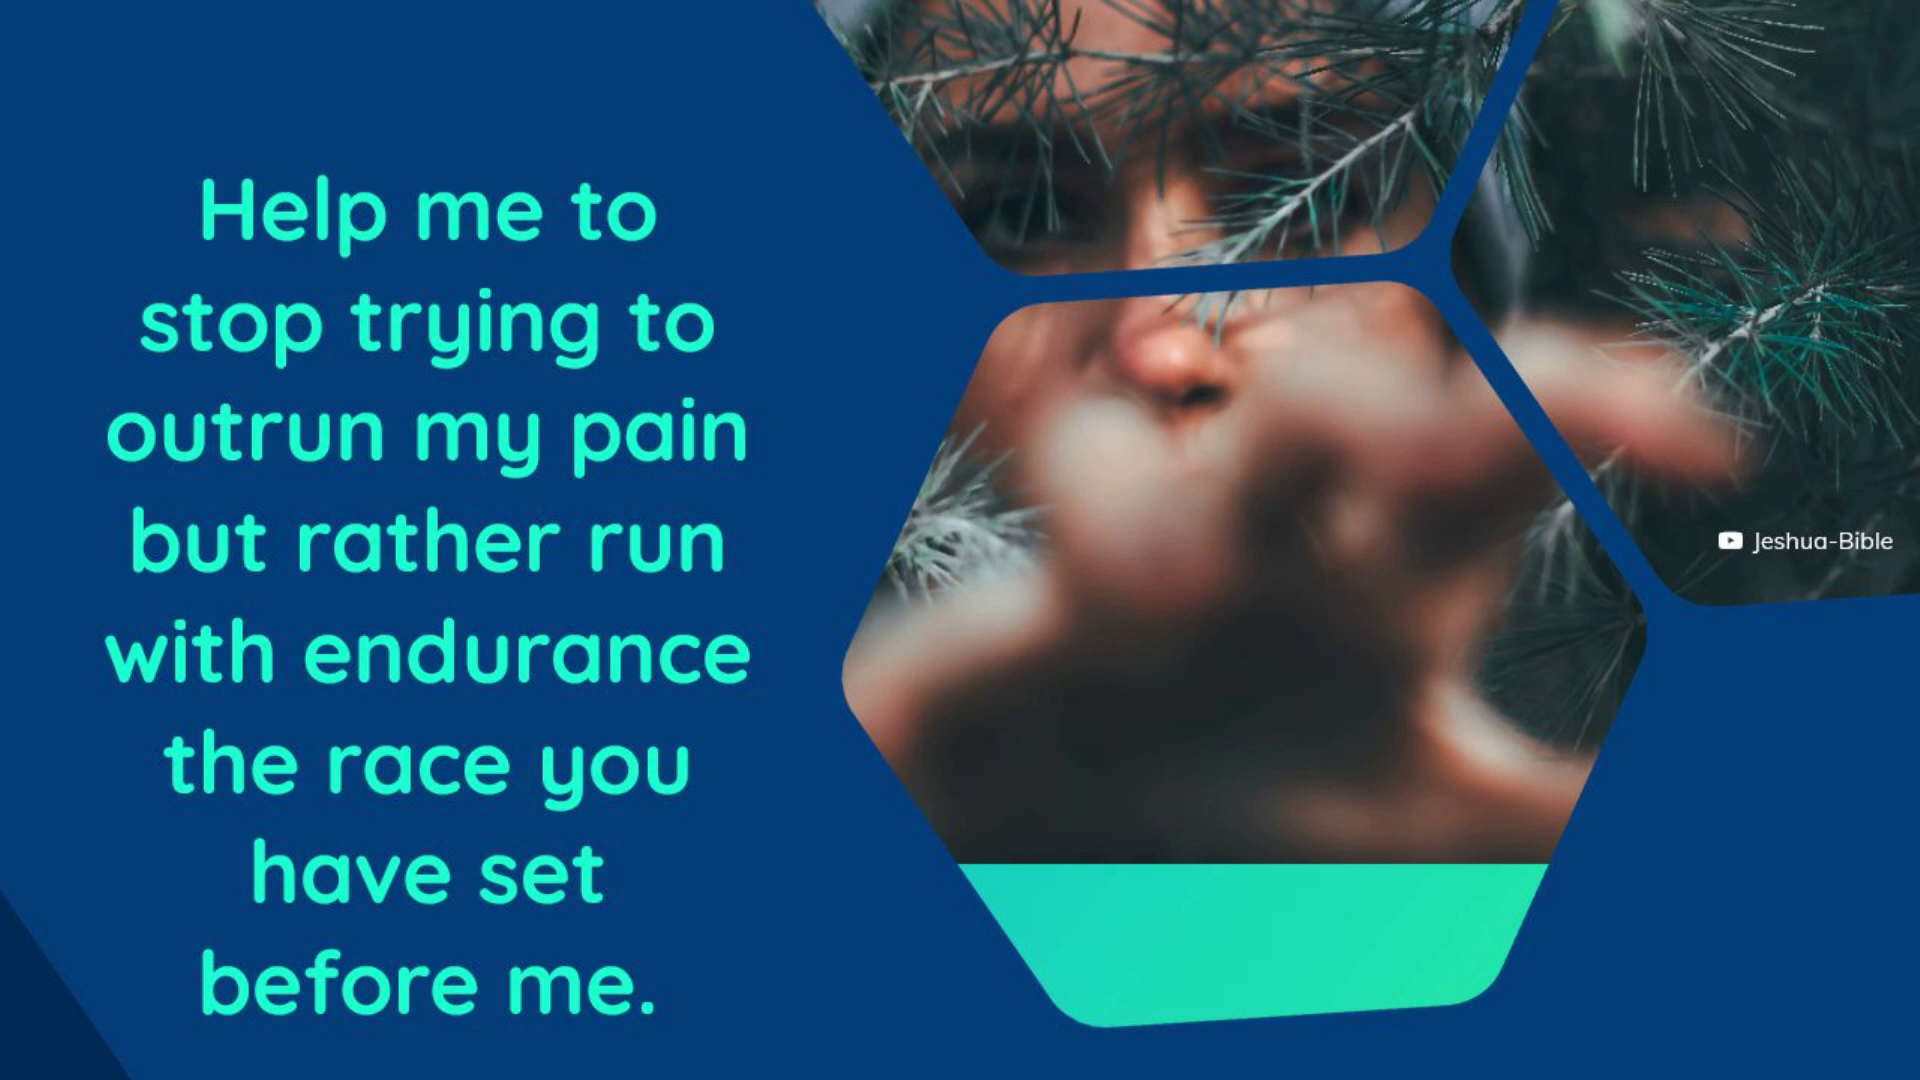 Help me to
stop trying to
outrun my pain
but rather run
with endurance
the race you
have set
before me.
Jeshua-Bible